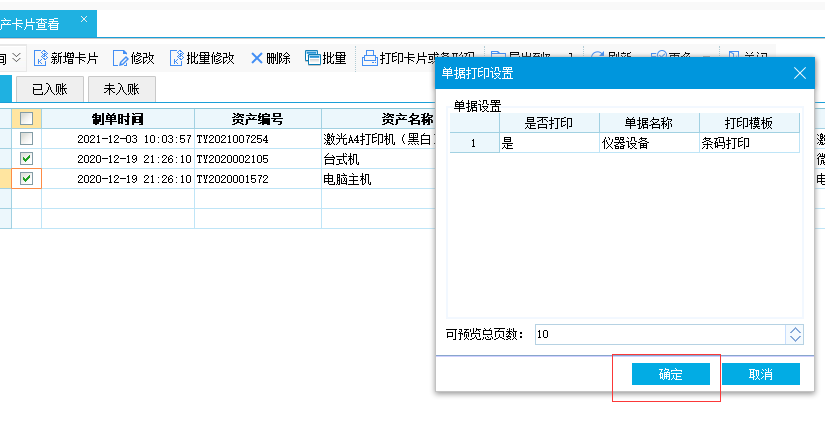 产卡片查看 ×
询 新增卡片 修改 批量修改 删除 批量 打印卡片或条形码
已入账 未入账
制单时间 资产编号 资产名称
2021-12-03 10:03:57 TY2021007254 激光A4打印机（黑白
2020-12-19 21:26:10 TY2020002105 台式机
2020-12-19 21:26:10 TY2020001572 电脑主机
单据打印设置
单据设置
是否打印 单据名称 打印模板
1 是 仪器设备 条码打印
可预览总页数： 10
确定 取消